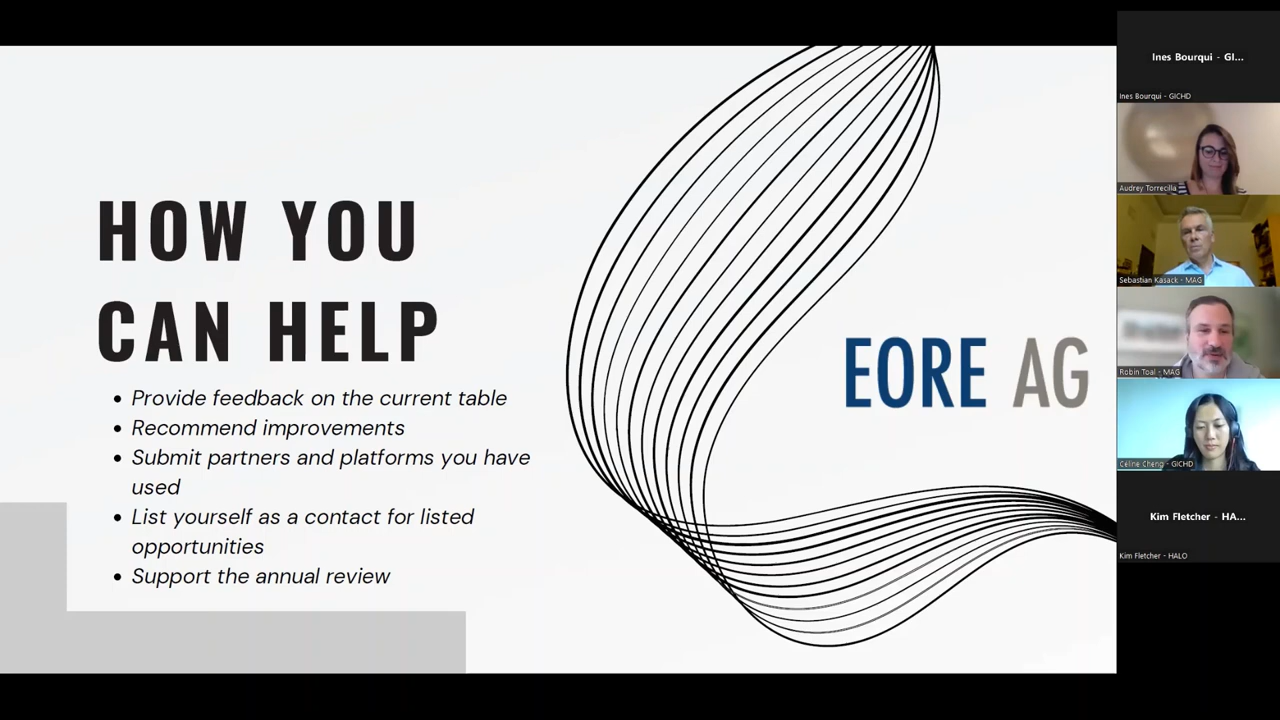 HOW YOU
CAN HELP
• Provide feedback on the current table
• Recommend improvements
• Submit partners and platforms you have
used
• List yourself as a contact for listed
opportunities
• Support the annual review
EORE AG
Ines Bourqui - GI...
Ines Bourqui - GICHD
Audrey Torrecilla
Sebastian Kasack - MAG
Robin Toal - MAG
Céline Cheng - GICHD
Kim Fletcher - HA...
Kim Fletcher - HALO